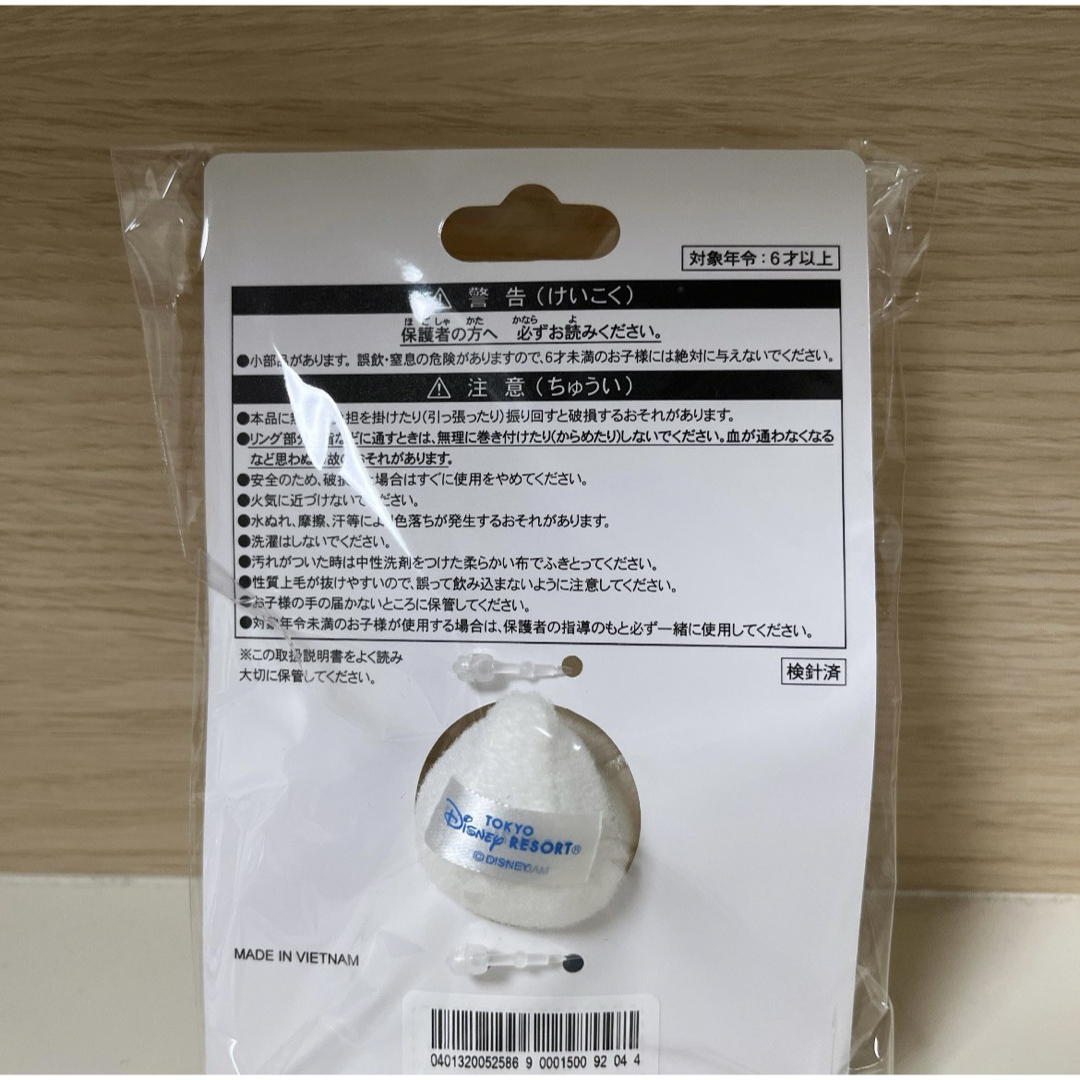 対象年令：6才以上
⚠ 警告（けいこく）
保護者の方へ 必ずお読みください。
●小部品があります。誤飲・窒息の危険がありますので、6才未満のお子様には絶対に与えないでください。
⚠ 注意（ちゅうい）
●本品に 担を掛けたり（引っ張ったり）振り回すと破損するおそれがあります。
●リング部分 などに通すときは、無理に巻き付けたり（からめたり）しないでください。血が通わなくなる
など思わぬ 故のおそれがあります。
●安全のため、破損 場合はすぐに使用をやめてください。
●火気に近づけないでください。
●水ぬれ、摩擦、汗等により色落ちが発生するおそれがあります。
●洗濯はしないでください。
●汚れがついた時は中性洗剤をつけた柔らかい布でふきとってください。
●性質上毛が抜けやすいので、誤って飲み込まないように注意してください。
●お子様の手の届かないところに保管してください。
●対象年令未満のお子様が使用する場合は、保護者の指導のもと必ず一緒に使用してください。
※この取扱説明書をよく読み
大切に保管してください。
検針済
TOKYO
Disney RESORT®
©DISNEY
MADE IN VIETNAM
0401320052586 9 0001500 92 04 4